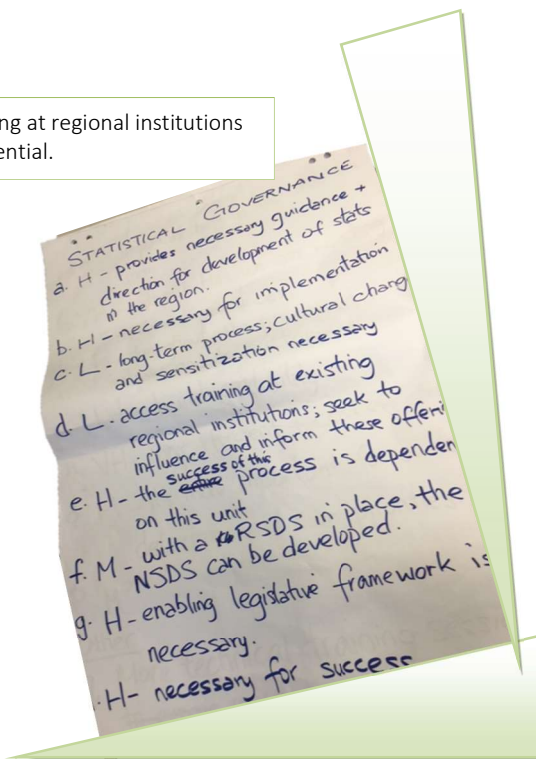 ng at regional institutions
ential.
STATISTICAL GOVERNANCE
a. H - provides necessary guidance +
direction for development of stats
in the region.
b. H - necessary for implementation
c. L - long-term process; cultural chang
and sensitization necessary
d. L - access training at existing
regional institutions; seek to
influence and inform these offeri
success of this
e. H - the entire process is dependen
on this unit
f. M - with a RSDS in place, the
NSDS can be developed.
g. H - enabling legislative framework is
necessary.
. H - necessary for success